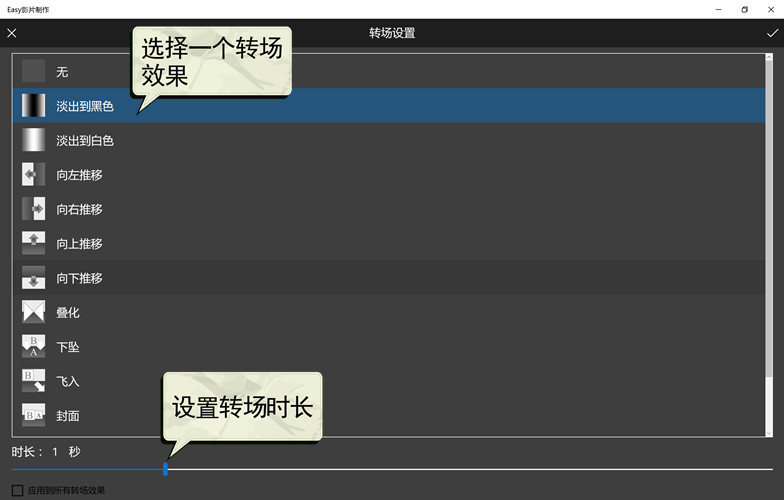 Easy影片制作
转场设置
选择一个转场
效果
无
淡出到黑色
淡出到白色
向左推移
向右推移
向上推移
向下推移
叠化
B
A
下坠
B
飞入
BA
封面
设置转场时长
时长： 1 秒
应用到所有转场效果